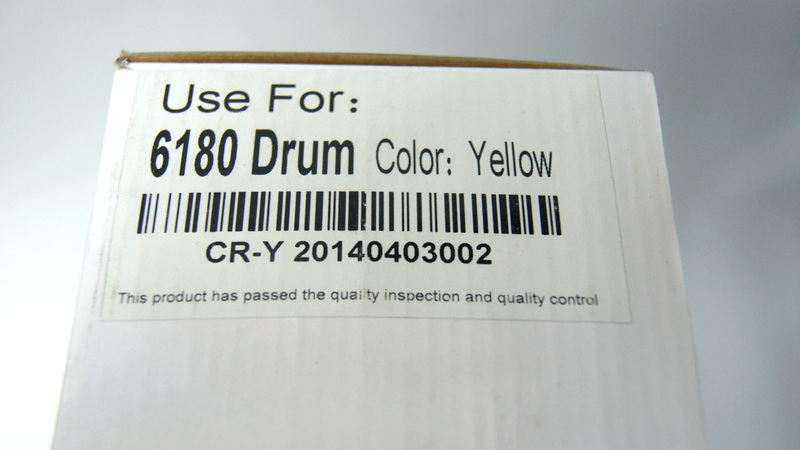 Use For:
6180 Drum Color: Yellow
CR-Y 20140403002
This product has passed the quality inspection and quality control